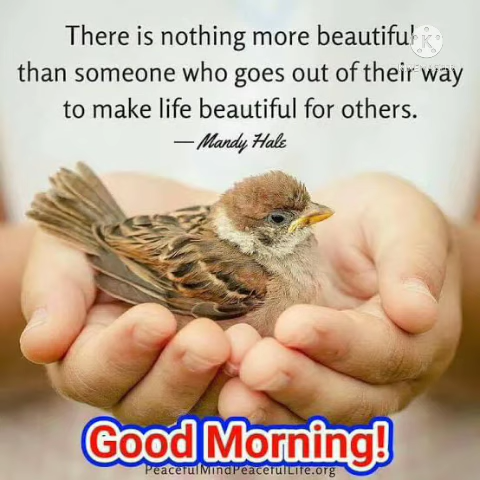 There is nothing more beautiful
than someone who goes out of their way
to make life beautiful for others.
— Mandy Hale
Good Morning!
PeacefulMindPeacefulLife.org